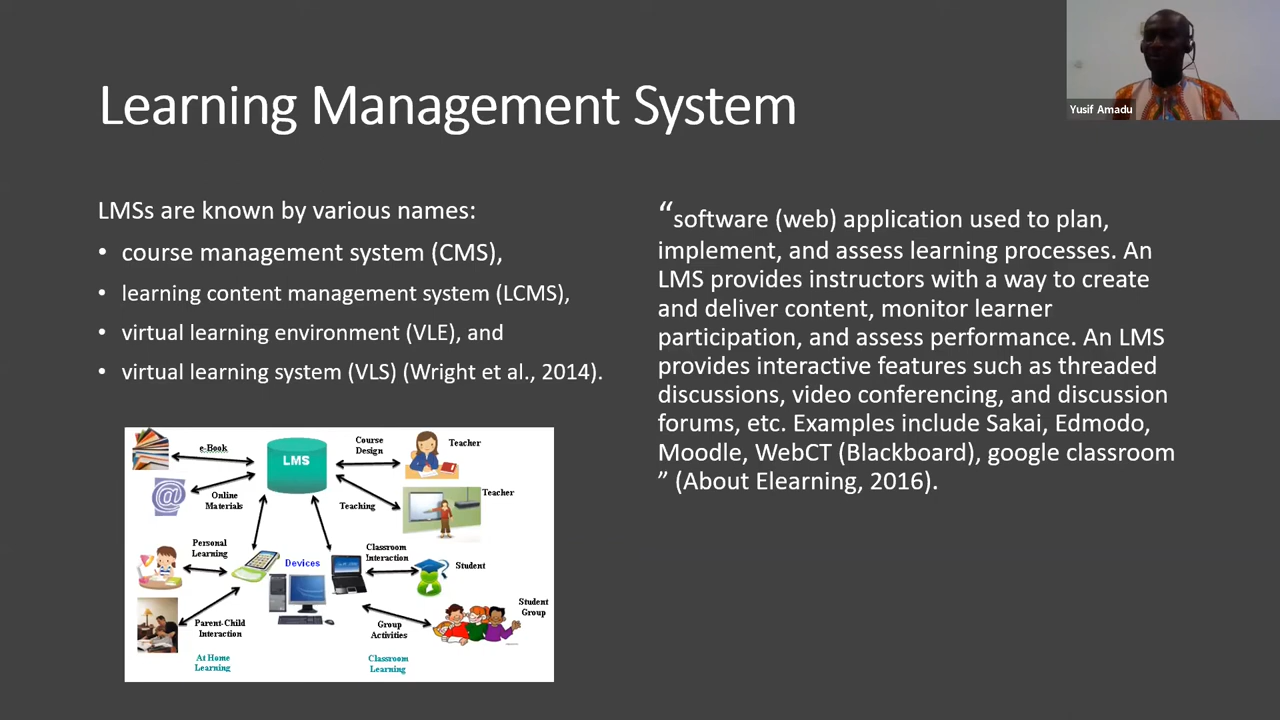 Yusif Amadu
Learning Management System
LMSs are known by various names:
• course management system (CMS),
• learning content management system (LCMS),
• virtual learning environment (VLE), and
• virtual learning system (VLS) (Wright et al., 2014).
“software (web) application used to plan,
implement, and assess learning processes. An
LMS provides instructors with a way to create
and deliver content, monitor learner
participation, and assess performance. An LMS
provides interactive features such as threaded
discussions, video conferencing, and discussion
forums, etc. Examples include Sakai, Edmodo,
Moodle, WebCT (Blackboard), google classroom
” (About Elearning, 2016).
e-Book
LMS
Course
Design
Teacher
Online
Materials
Teaching
Teacher
Personal
Learning
Devices
Classroom
Interaction
Student
Parent-Child
Interaction
Group
Activities
Student
Group
At Home
Learning
Classroom
Learning